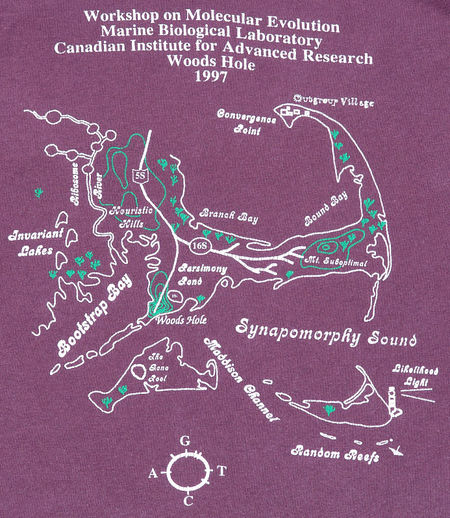 Workshop on Molecular Evolution
Marine Biological Laboratory
Canadian Institute for Advanced Research
Woods Hole
1997
Outgroup Village
Convergence
Point
5S
Ribosome
River
Heuristic
Hills
Branch Bay
Bound Bay
Invariant
Lakes
16S
Mt. Suboptimal
Parsimony
Pond
Bootstrap Bay
Woods Hole
Synapomorphy Sound
The
Gene
Pool
Maddison Channel
Likelihood
Light
Random Reefs
G
A
T
C